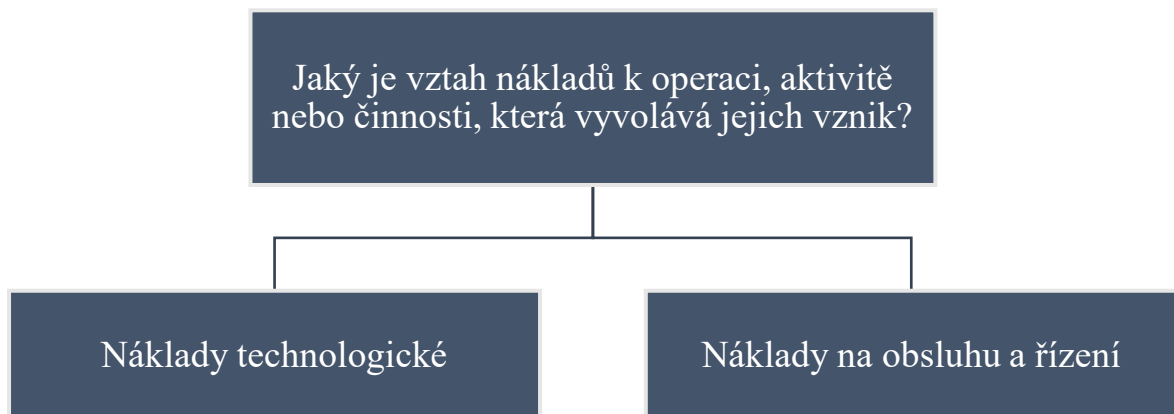 Jaký je vztah nákladů k operaci, aktivitě
nebo činnosti, která vyvolává jejich vznik?
Náklady technologické
Náklady na obsluhu a řízení